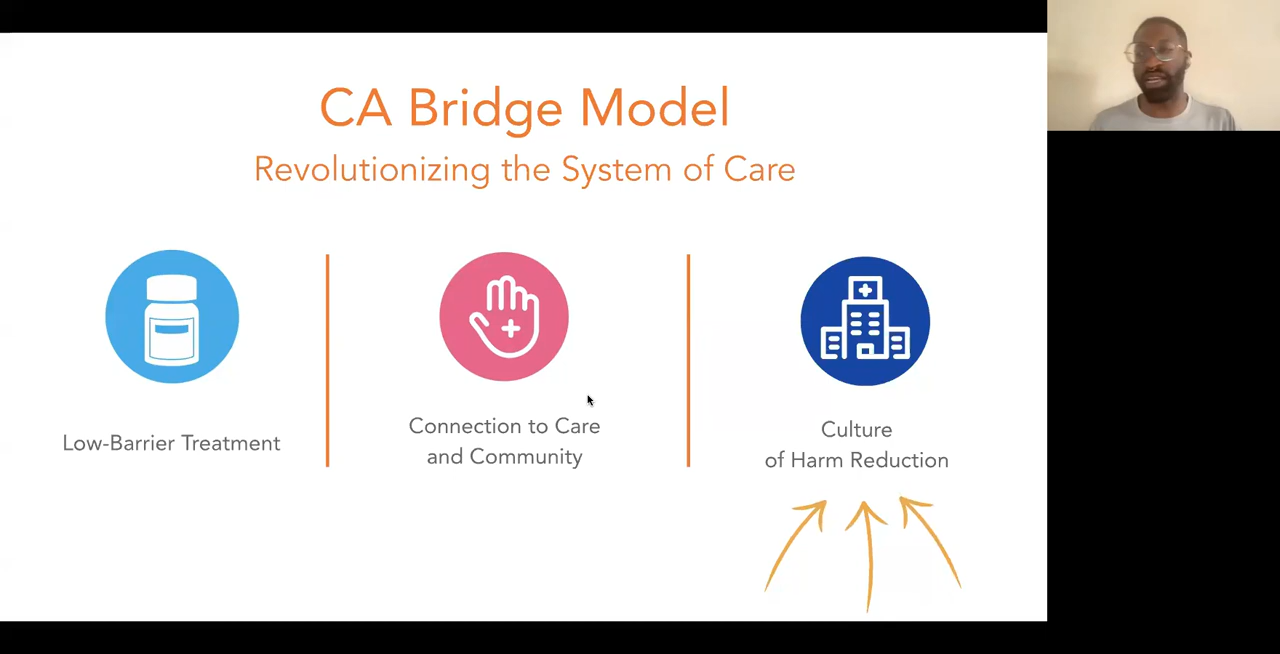 CA Bridge Model
Revolutionizing the System of Care
Low-Barrier Treatment
Connection to Care
and Community
Culture
of Harm Reduction